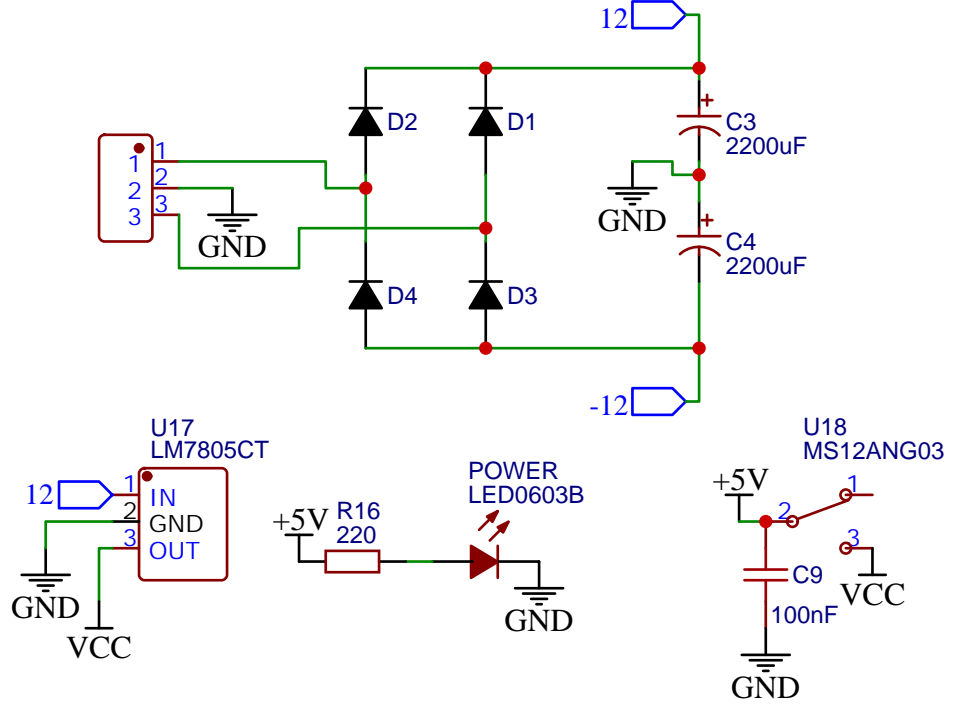 12
D2
D1
+
C3
2200uF
1 1
2 2
3 3
GND
GND
+
C4
2200uF
D4
D3
-12
U17
LM7805CT
12
1
IN
2
GND
3
OUT
GND
VCC
+5V
R16
220
POWER
LED0603B
GND
U18
MS12ANG03
+5V
1
2
3
C9
100nF
VCC
GND